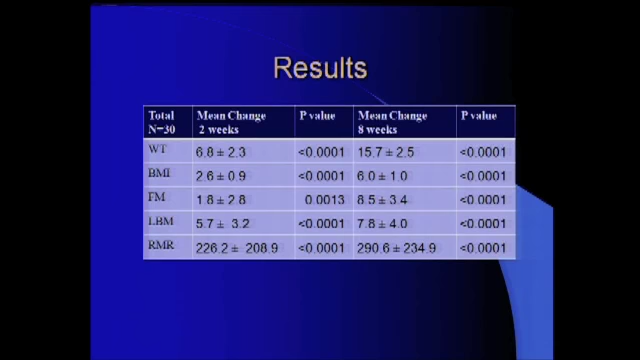 Results
Total Mean Change P value Mean Change P value
N=30 2 weeks 8 weeks
WT 6.8 ± 2.3 <0.0001 15.7 ± 2.5 <0.0001
BMI 2.6 ± 0.9 <0.0001 6.0 ± 1.0 <0.0001
FM 1.8 ± 2.8 0.0013 8.5 ± 3.4 <0.0001
LBM 5.7 ± 3.2 <0.0001 7.8 ± 4.0 <0.0001
RMR 226.2 ± 208.9 <0.0001 290.6 ± 234.9 <0.0001